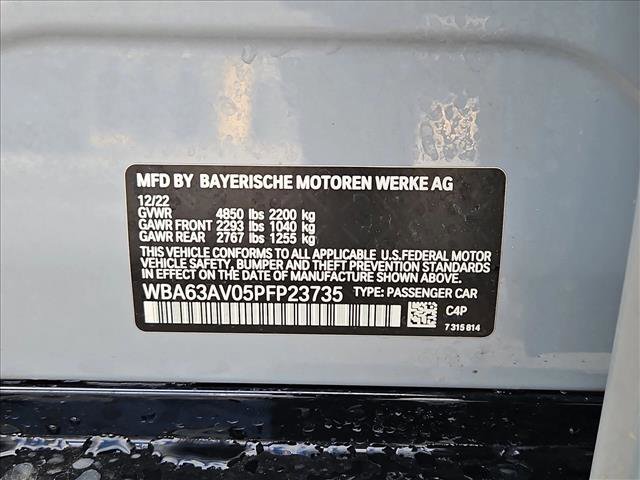 MFD BY BAYERISCHE MOTOREN WERKE AG
12/22
GVWR 4850 lbs 2200 kg
GAWR FRONT 2293 lbs 1040 kg
GAWR REAR 2767 lbs 1255 kg
THIS VEHICLE CONFORMS TO ALL APPLICABLE U.S.FEDERAL MOTOR
VEHICLE SAFETY, BUMPER AND THEFT PREVENTION STANDARDS
IN EFFECT ON THE DATE OF MANUFACTURE SHOWN ABOVE.
WBA63AV05PFP23735 TYPE: PASSENGER CAR
C4P
7 315 814